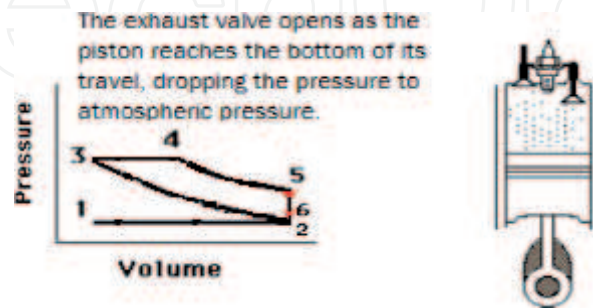 The exhaust valve opens as the
piston reaches the bottom of its
travel, dropping the pressure to
atmospheric pressure.
Pressure
3
4
5
1
6
2
Volume